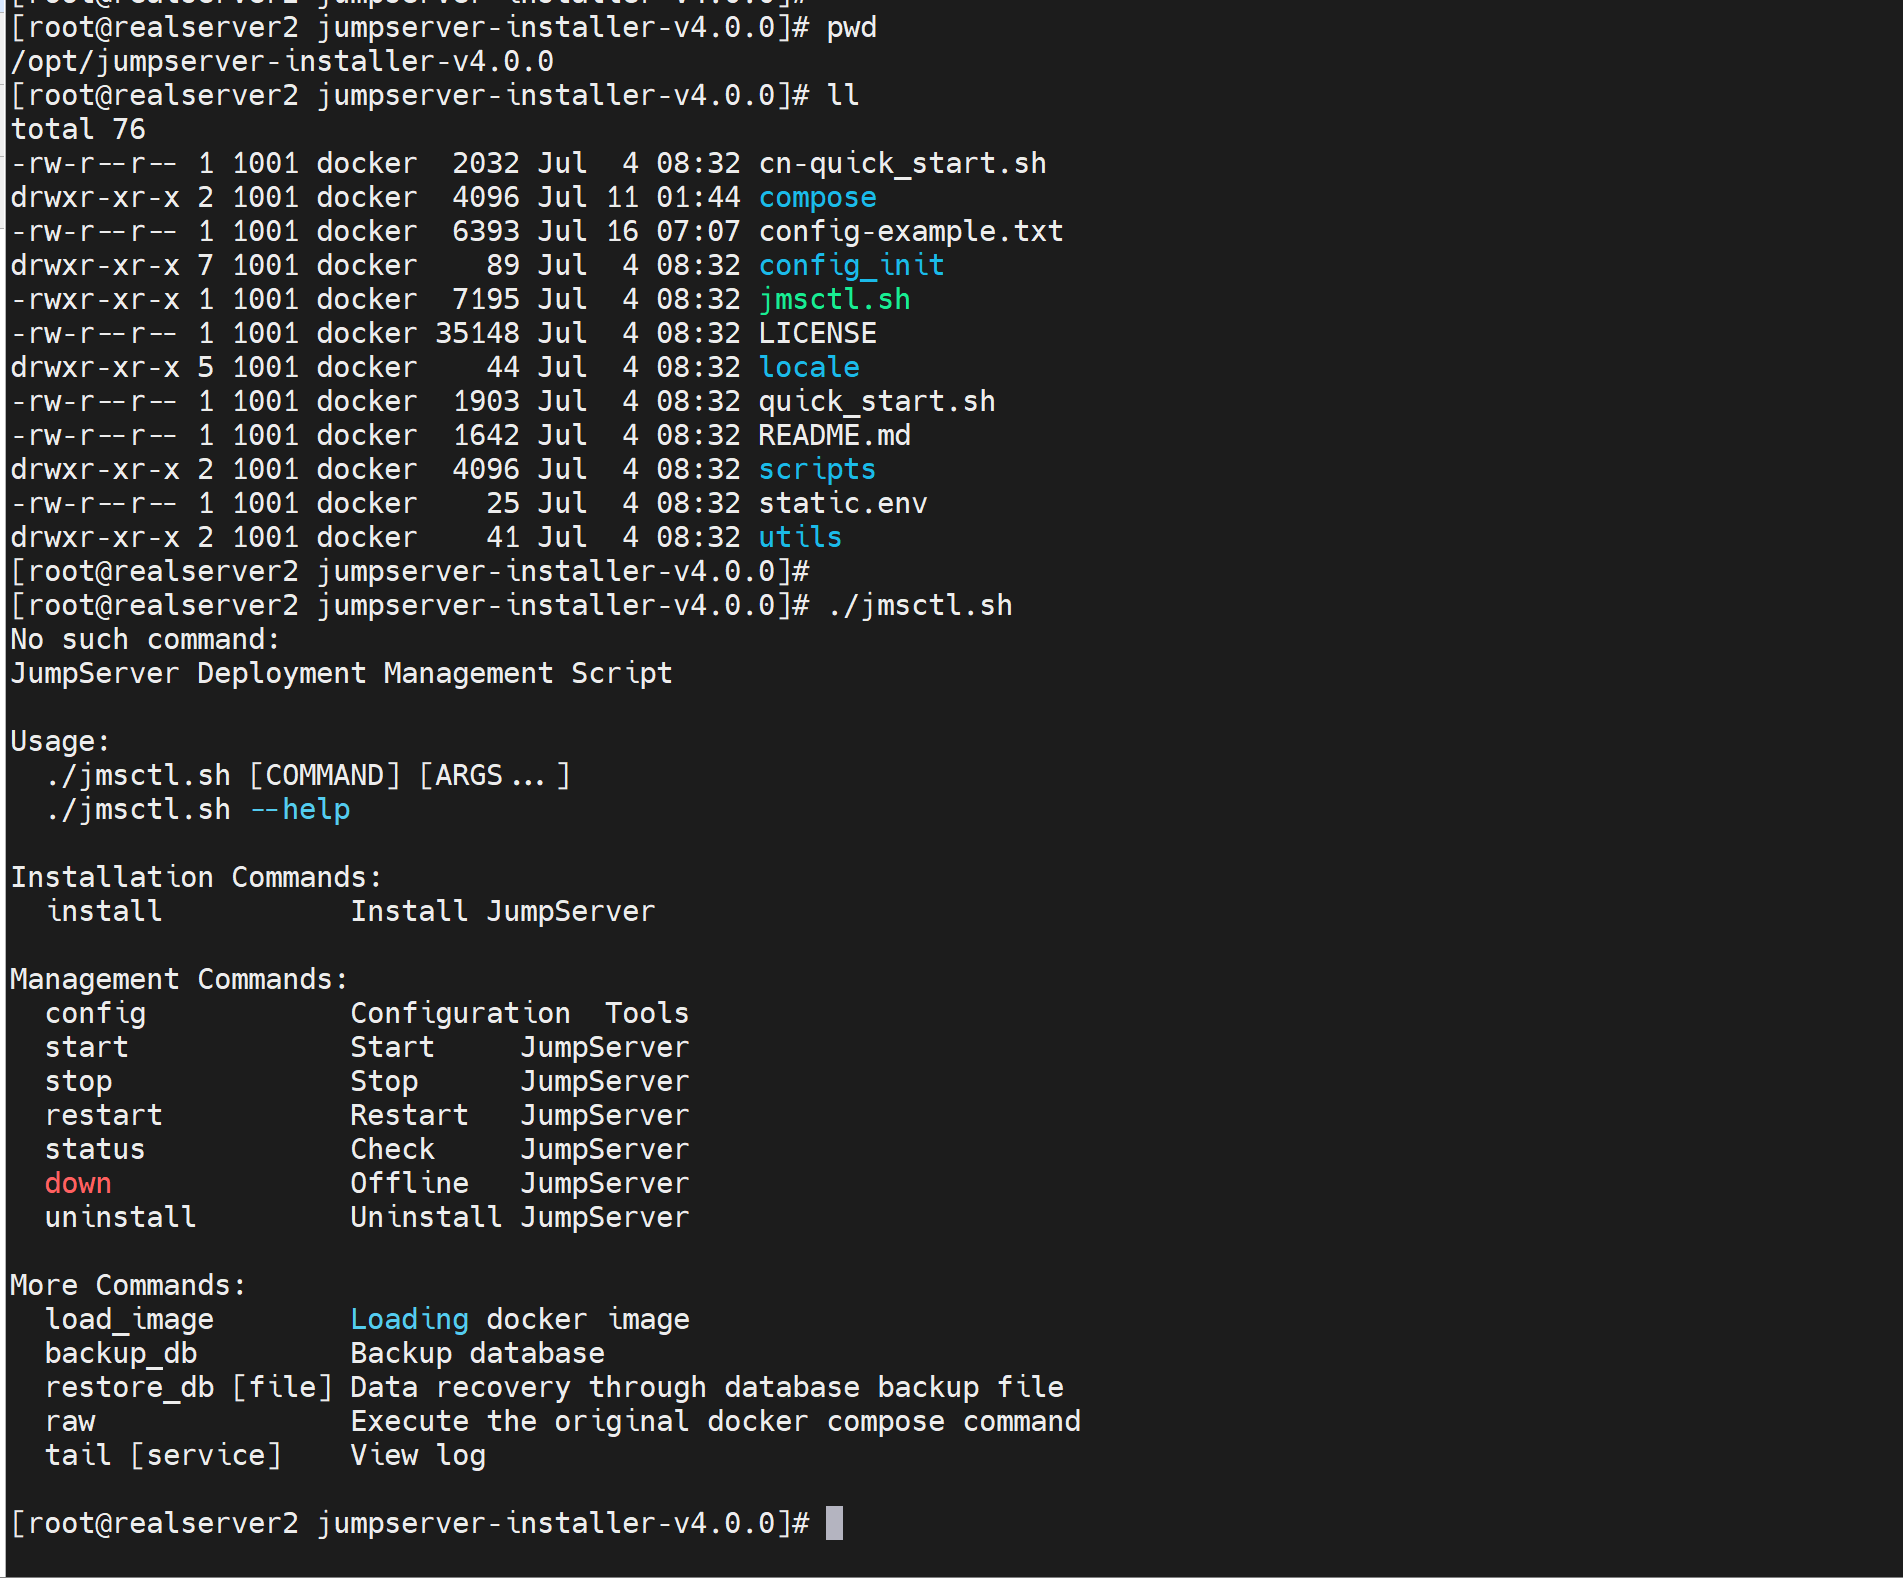 [root@realserver2 jumpserver-installer-v4.0.0]#
[root@realserver2 jumpserver-installer-v4.0.0]# pwd
/opt/jumpserver-installer-v4.0.0
[root@realserver2 jumpserver-installer-v4.0.0]# ll
total 76
-rw-r--r-- 1 1001 docker  2032 Jul  4 08:32 cn-quick_start.sh
drwxr-xr-x 2 1001 docker  4096 Jul 11 01:44 compose
-rw-r--r-- 1 1001 docker  6393 Jul 16 07:07 config-example.txt
drwxr-xr-x 7 1001 docker    89 Jul  4 08:32 config_init
-rwxr-xr-x 1 1001 docker  7195 Jul  4 08:32 jmsctl.sh
-rw-r--r-- 1 1001 docker 35148 Jul  4 08:32 LICENSE
drwxr-xr-x 5 1001 docker    44 Jul  4 08:32 locale
-rw-r--r-- 1 1001 docker  1903 Jul  4 08:32 quick_start.sh
-rw-r--r-- 1 1001 docker  1642 Jul  4 08:32 README.md
drwxr-xr-x 2 1001 docker  4096 Jul  4 08:32 scripts
-rw-r--r-- 1 1001 docker    25 Jul  4 08:32 static.env
drwxr-xr-x 2 1001 docker    41 Jul  4 08:32 utils
[root@realserver2 jumpserver-installer-v4.0.0]#
[root@realserver2 jumpserver-installer-v4.0.0]# ./jmsctl.sh
No such command:
JumpServer Deployment Management Script

Usage:
  ./jmsctl.sh [COMMAND] [ARGS...]
  ./jmsctl.sh --help

Installation Commands:
  install           Install JumpServer

Management Commands:
  config            Configuration  Tools
  start             Start     JumpServer
  stop              Stop      JumpServer
  restart           Restart   JumpServer
  status            Check     JumpServer
  down              Offline   JumpServer
  uninstall         Uninstall JumpServer

More Commands:
  load_image        Loading docker image
  backup_db         Backup database
  restore_db [file] Data recovery through database backup file
  raw               Execute the original docker compose command
  tail [service]    View log

[root@realserver2 jumpserver-installer-v4.0.0]#